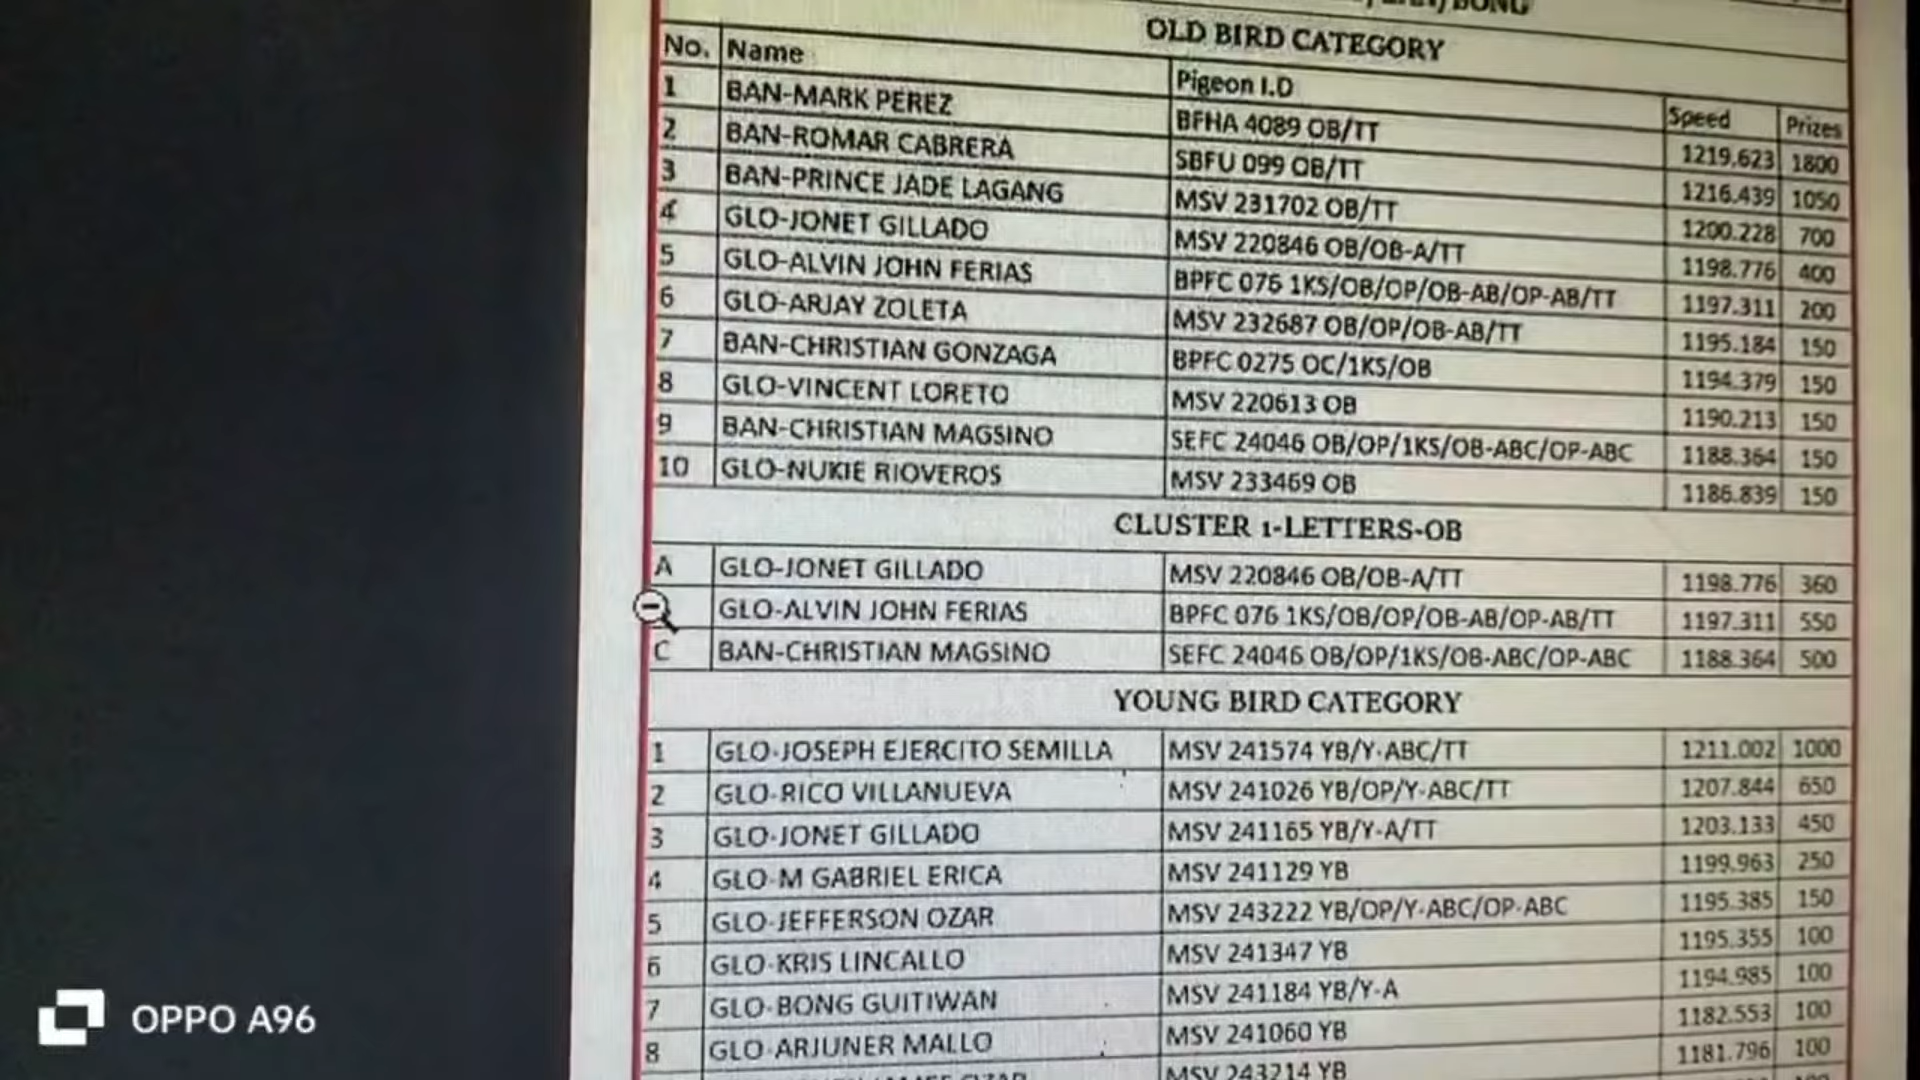 BONG
OLD BIRD CATEGORY
No. Name Pigeon I.D Speed Prizes
1 BAN-MARK PEREZ BFHA 4089 OB/TT 1219.623 1800
2 BAN-ROMAR CABRERA SBFU 099 OB/TT 1216.439 1050
3 BAN-PRINCE JADE LAGANG MSV 231702 OB/TT 1200.228 700
4 GLO-JONET GILLADO MSV 220846 OB/OB-A/TT 1198.776 400
5 GLO-ALVIN JOHN FERIAS BPFC 076 1KS/OB/OP/OB-AB/OP-AB/TT 1197.311 200
6 GLO-ARJAY ZOLETA MSV 232687 OB/OP/OB-AB/TT 1195.184 150
7 BAN-CHRISTIAN GONZAGA BPFC 0275 OC/1KS/OB 1194.379 150
8 GLO-VINCENT LORETO MSV 220613 OB 1190.213 150
9 BAN-CHRISTIAN MAGSINO SEFC 24046 OB/OP/1KS/OB-ABC/OP-ABC 1188.364 150
10 GLO-NUKIE RIOVEROS MSV 233469 OB 1186.839 150
CLUSTER 1-LETTERS-OB
A GLO-JONET GILLADO MSV 220846 OB/OB-A/TT 1198.776 360
GLO-ALVIN JOHN FERIAS BPFC 076 1KS/OB/OP/OB-AB/OP-AB/TT 1197.311 550
C BAN-CHRISTIAN MAGSINO SEFC 24046 OB/OP/1KS/OB-ABC/OP-ABC 1188.364 500
YOUNG BIRD CATEGORY
1 GLO-JOSEPH EJERCITO SEMILLA MSV 241574 YB/Y-ABC/TT 1211.002 1000
2 GLO-RICO VILLANUEVA MSV 241026 YB/OP/Y-ABC/TT 1207.844 650
3 GLO-JONET GILLADO MSV 241165 YB/Y-A/TT 1203.133 450
4 GLO-M GABRIEL ERICA MSV 241129 YB 1199.963 250
5 GLO-JEFFERSON OZAR MSV 243222 YB/OP/Y-ABC/OP-ABC 1195.385 150
6 GLO-KRIS LINCALLO MSV 241347 YB 1195.355 100
7 GLO-BONG GUITIWAN MSV 241184 YB/Y-A 1194.985 100
8 GLO-ARJUNER MALLO MSV 241060 YB 1182.553 100
MSV 243214 YB 1181.796 100
OPPO A96